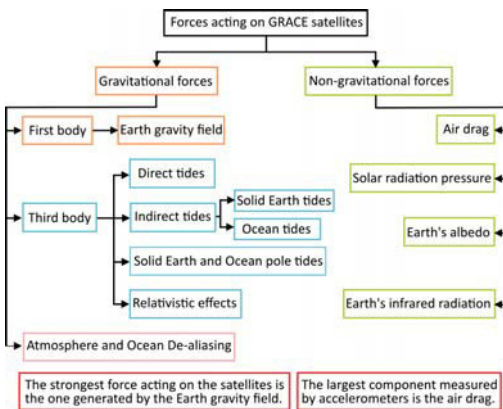 Forces acting on GRACE satellites
Gravitational forces
Non-gravitational forces
First body
Earth gravity field
Air drag
Direct tides
Solar radiation pressure
Third body
Indirect tides
Solid Earth tides
Ocean tides
Earth's albedo
Solid Earth and Ocean pole tides
Relativistic effects
Earth's infrared radiation
Atmosphere and Ocean De-aliasing
The strongest force acting on the satellites is
the one generated by the Earth gravity field.
The largest component measured
by accelerometers is the air drag.